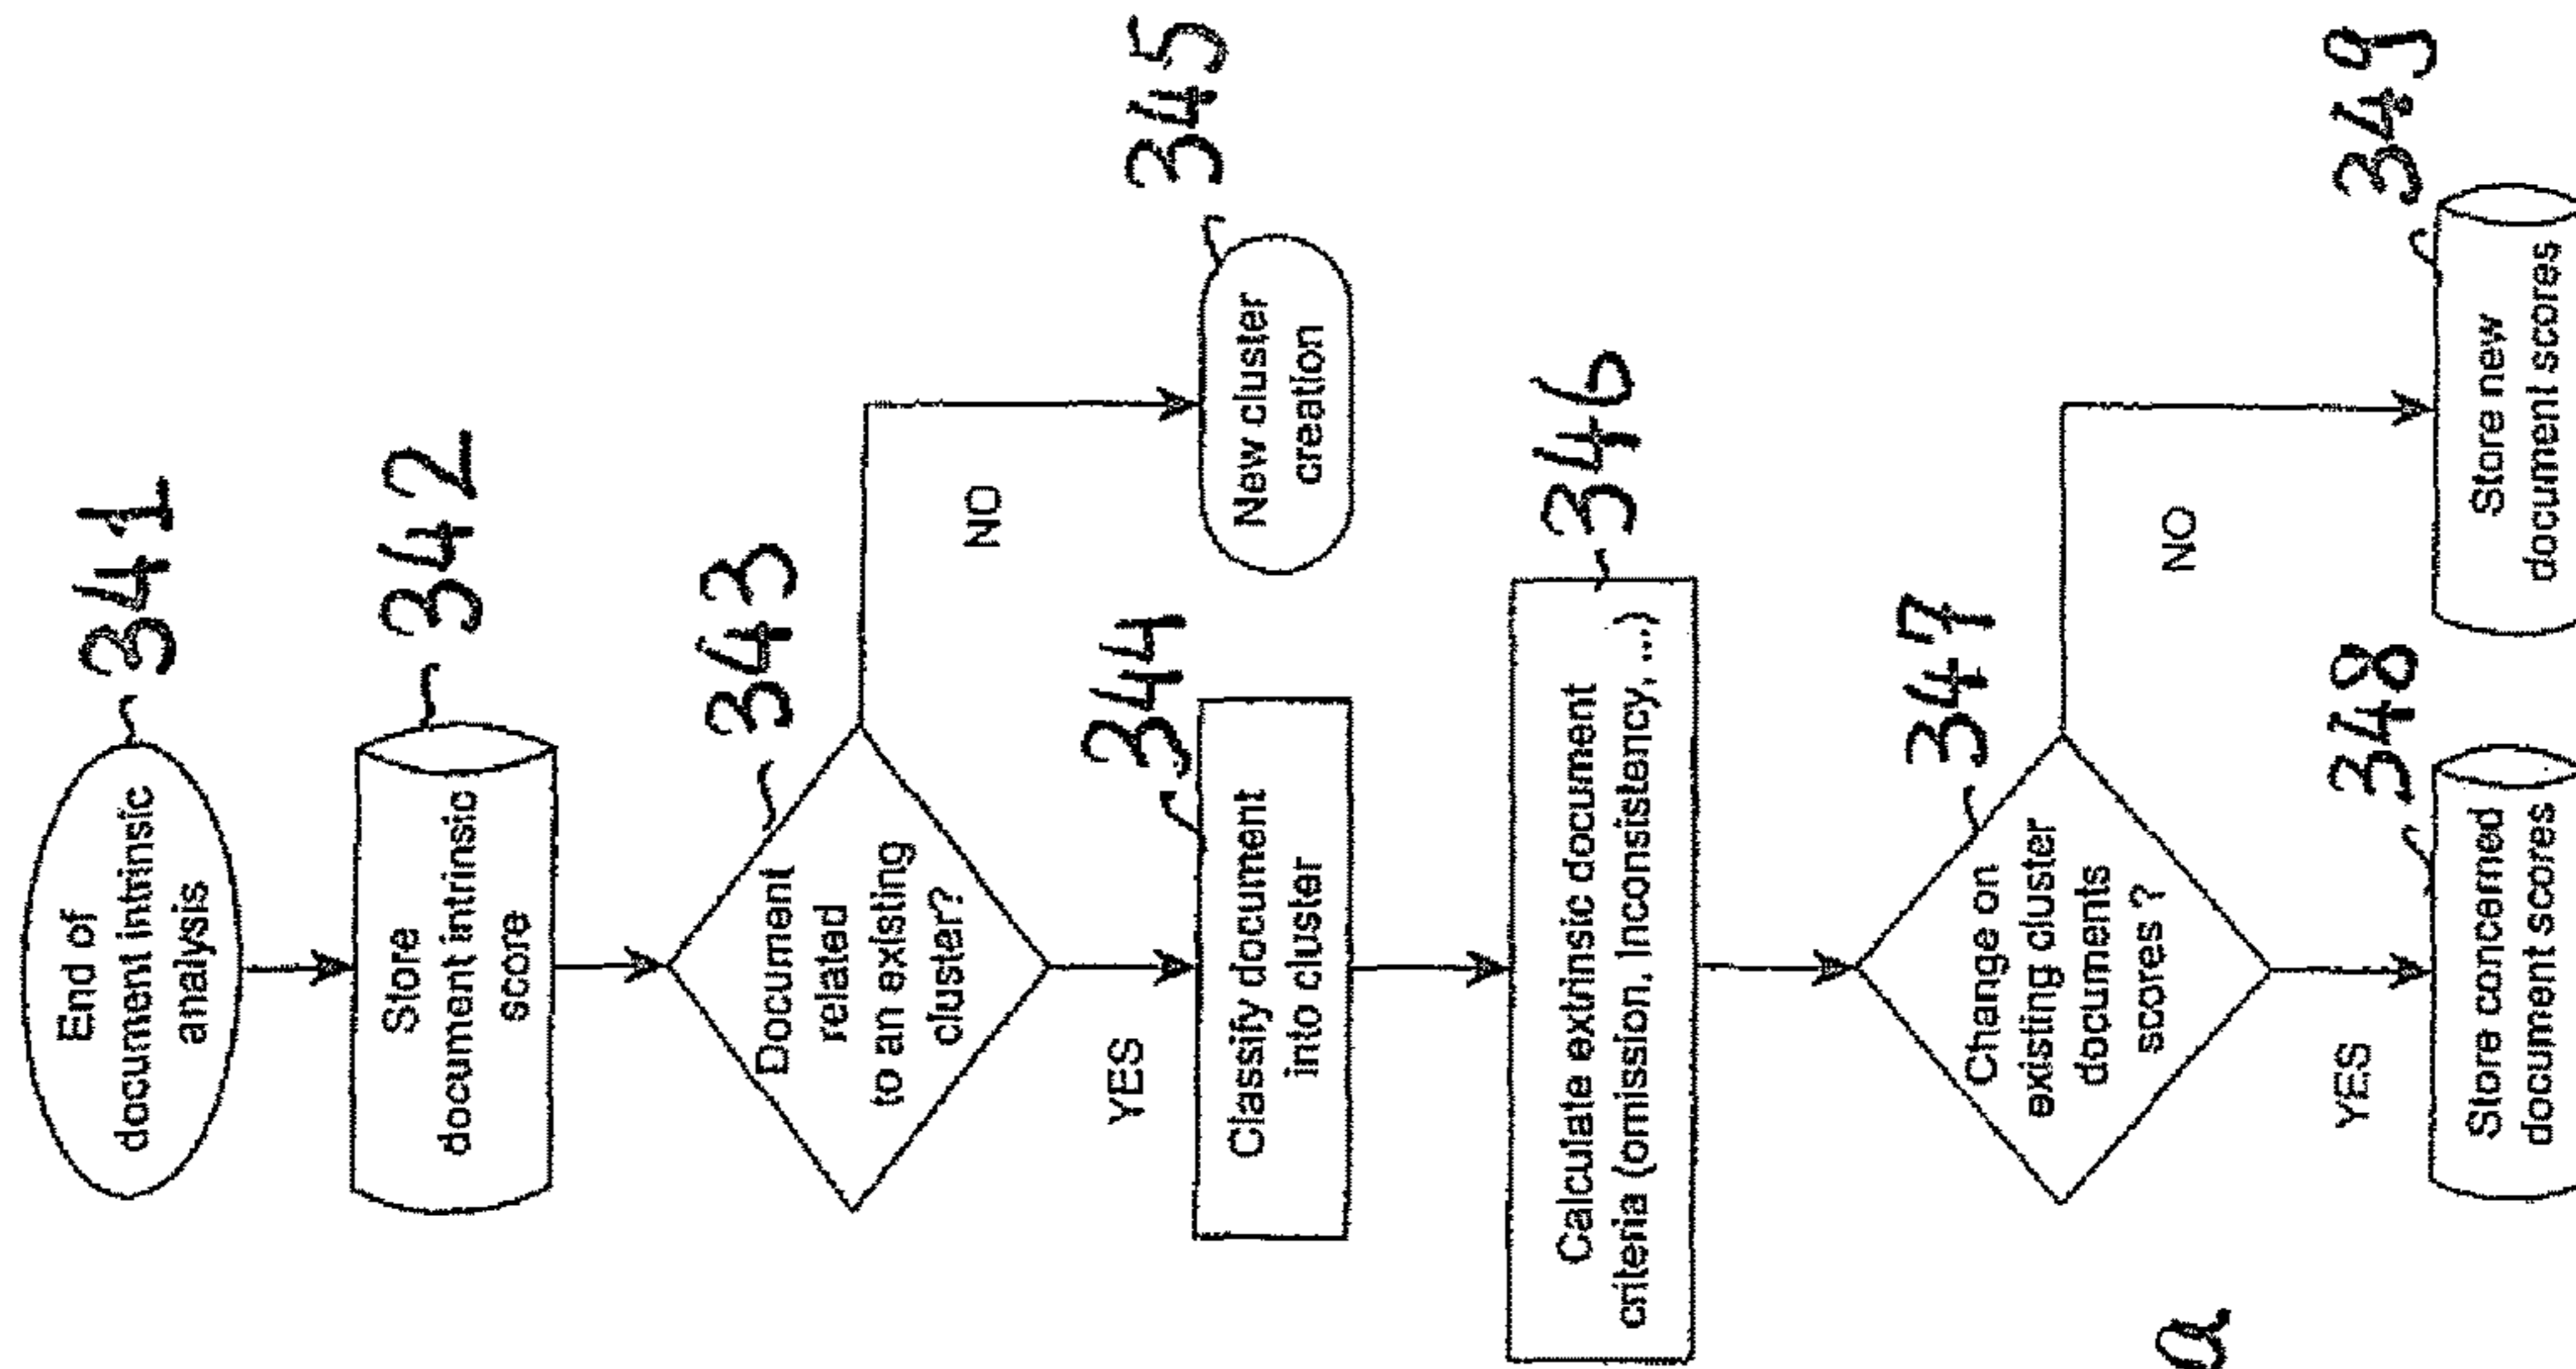 End of
document intrinsic
analysis
341
Store
document intrinsic
score
342
Document
related
to an existing
cluster?
343
YES
NO
Classify document
into cluster
344
New cluster
creation
345
Calculate extrinsic document
criteria (omission, Inconsistency, ...)
346
Change on
existing cluster
documents
scores ?
347
YES
NO
Store concerned
document scores
348
Store new
document scores
349